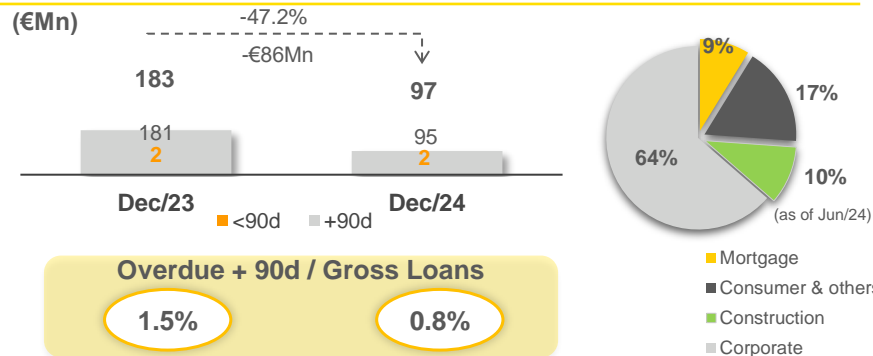 (€Mn)
-47.2%
-€86Mn
183
97
181
2
95
2
Dec/23
Dec/24
<90d
+90d
Overdue + 90d / Gross Loans
1.5%
0.8%
9%
17%
64%
10%
(as of Jun/24)
Mortgage
Consumer & others
Construction
Corporate